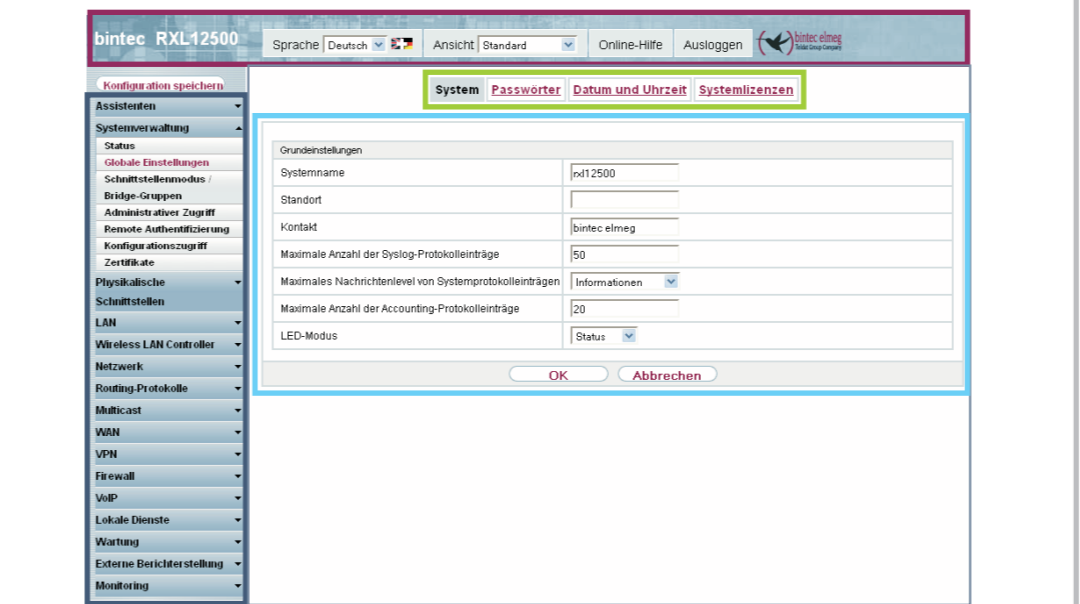 bintec RXL12500
Sprache Deutsch Ansicht Standard Online-Hilfe Ausloggen bintec elmeg
Teldat Group Company
Konfiguration speichern
System Passwörter Datum und Uhrzeit Systemlizenzen
Assistenten
Systemverwaltung
Status
Globale Einstellungen
Schnittstellenmodus /
Bridge-Gruppen
Administrativer Zugriff
Remote Authentifizierung
Konfigurationszugriff
Zertifikate
Physikalische
Schnittstellen
LAN
Wireless LAN Controller
Netzwerk
Routing-Protokolle
Multicast
WAN
VPN
Firewall
VoIP
Lokale Dienste
Wartung
Externe Berichterstellung
Monitoring
Grundeinstellungen
Systemname rxl12500
Standort
Kontakt bintec elmeg
Maximale Anzahl der Syslog-Protokolleinträge 50
Maximales Nachrichtenlevel von Systemprotokolleinträgen Informationen
Maximale Anzahl der Accounting-Protokolleinträge 20
LED-Modus Status
OK Abbrechen